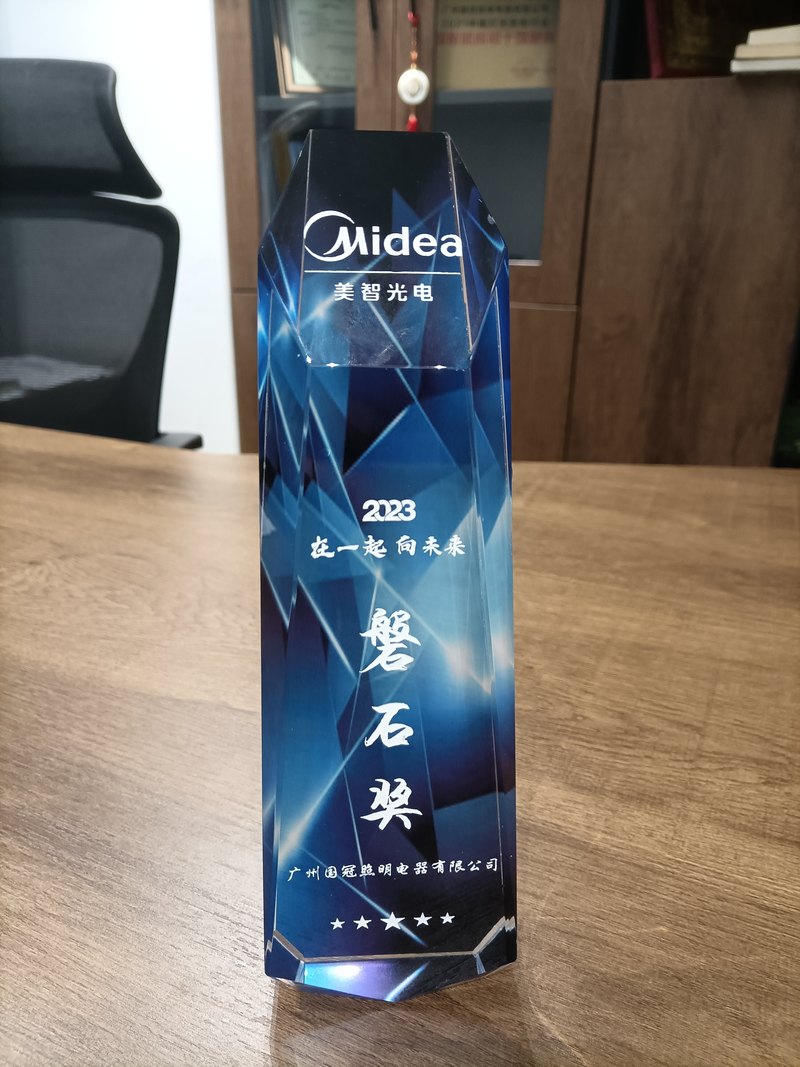 Midea
美智光电
2023
在一起 向未来
磐石奖
广州国冠照明电器有限公司